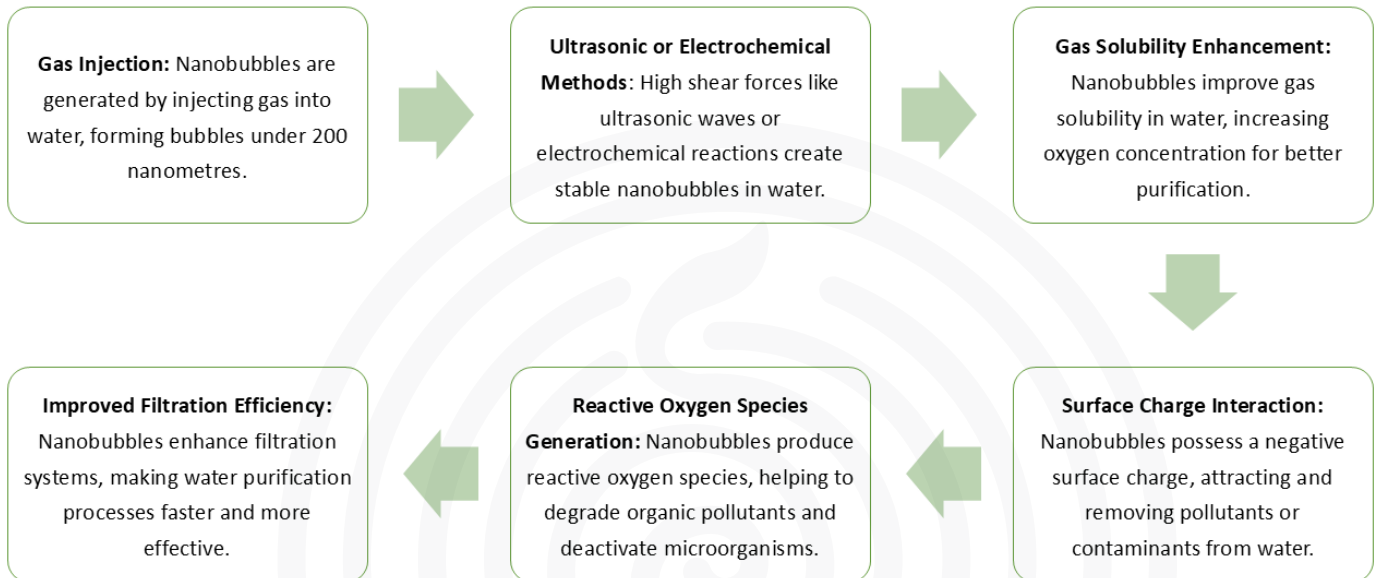 Gas Injection: Nanobubbles are
generated by injecting gas into
water, forming bubbles under 200
nanometres.
Ultrasonic or Electrochemical
Methods: High shear forces like
ultrasonic waves or
electrochemical reactions create
stable nanobubbles in water.
Gas Solubility Enhancement:
Nanobubbles improve gas
solubility in water, increasing
oxygen concentration for better
purification.
Surface Charge Interaction:
Nanobubbles possess a negative
surface charge, attracting and
removing pollutants or
contaminants from water.
Reactive Oxygen Species
Generation: Nanobubbles produce
reactive oxygen species, helping to
degrade organic pollutants and
deactivate microorganisms.
Improved Filtration Efficiency:
Nanobubbles enhance filtration
systems, making water purification
processes faster and more
effective.